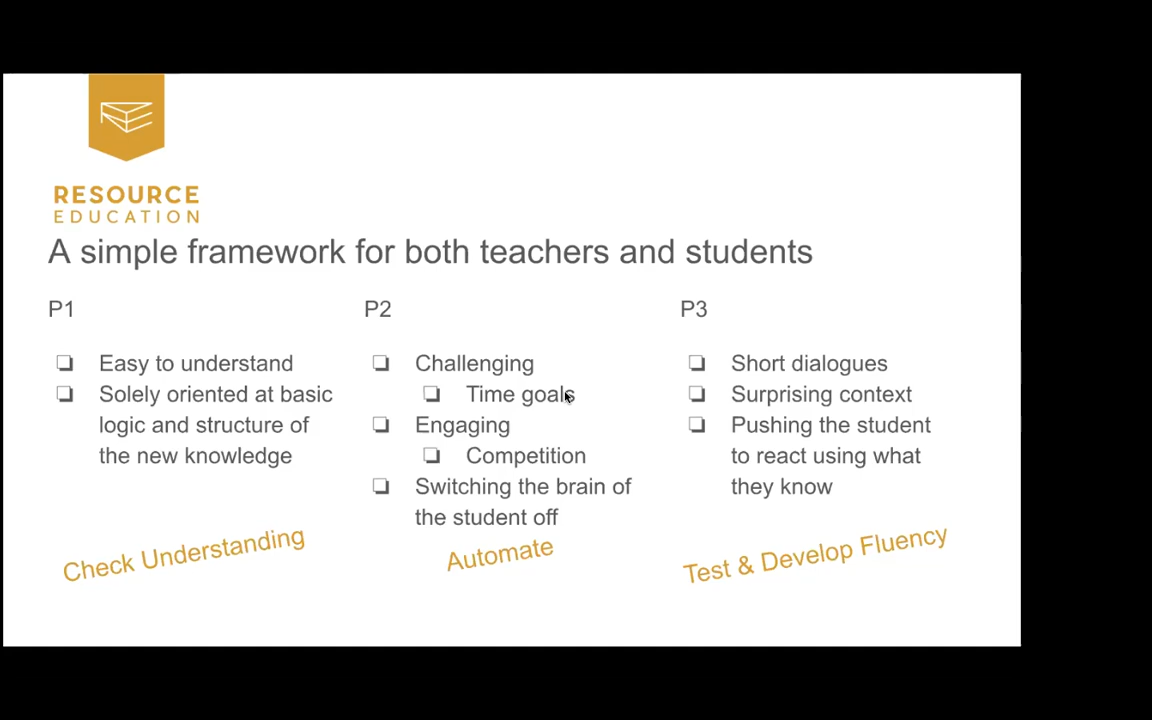 RESOURCE
EDUCATION
A simple framework for both teachers and students
P1
Easy to understand
Solely oriented at basic
logic and structure of
the new knowledge
Check Understanding
P2
Challenging
Time goals
Engaging
Competition
Switching the brain of
the student off
Automate
P3
Short dialogues
Surprising context
Pushing the student
to react using what
they know
Test & Develop Fluency